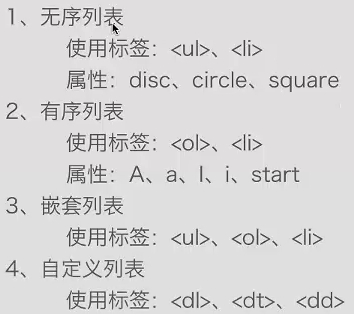 1、无序列表
使用标签：<ul>、<li>
属性：disc、circle、square
2、有序列表
使用标签：<ol>、<li>
属性：A、a、I、i、start
3、嵌套列表
使用标签：<ul>、<ol>、<li>
4、自定义列表
使用标签：<dl>、<dt>、<dd>